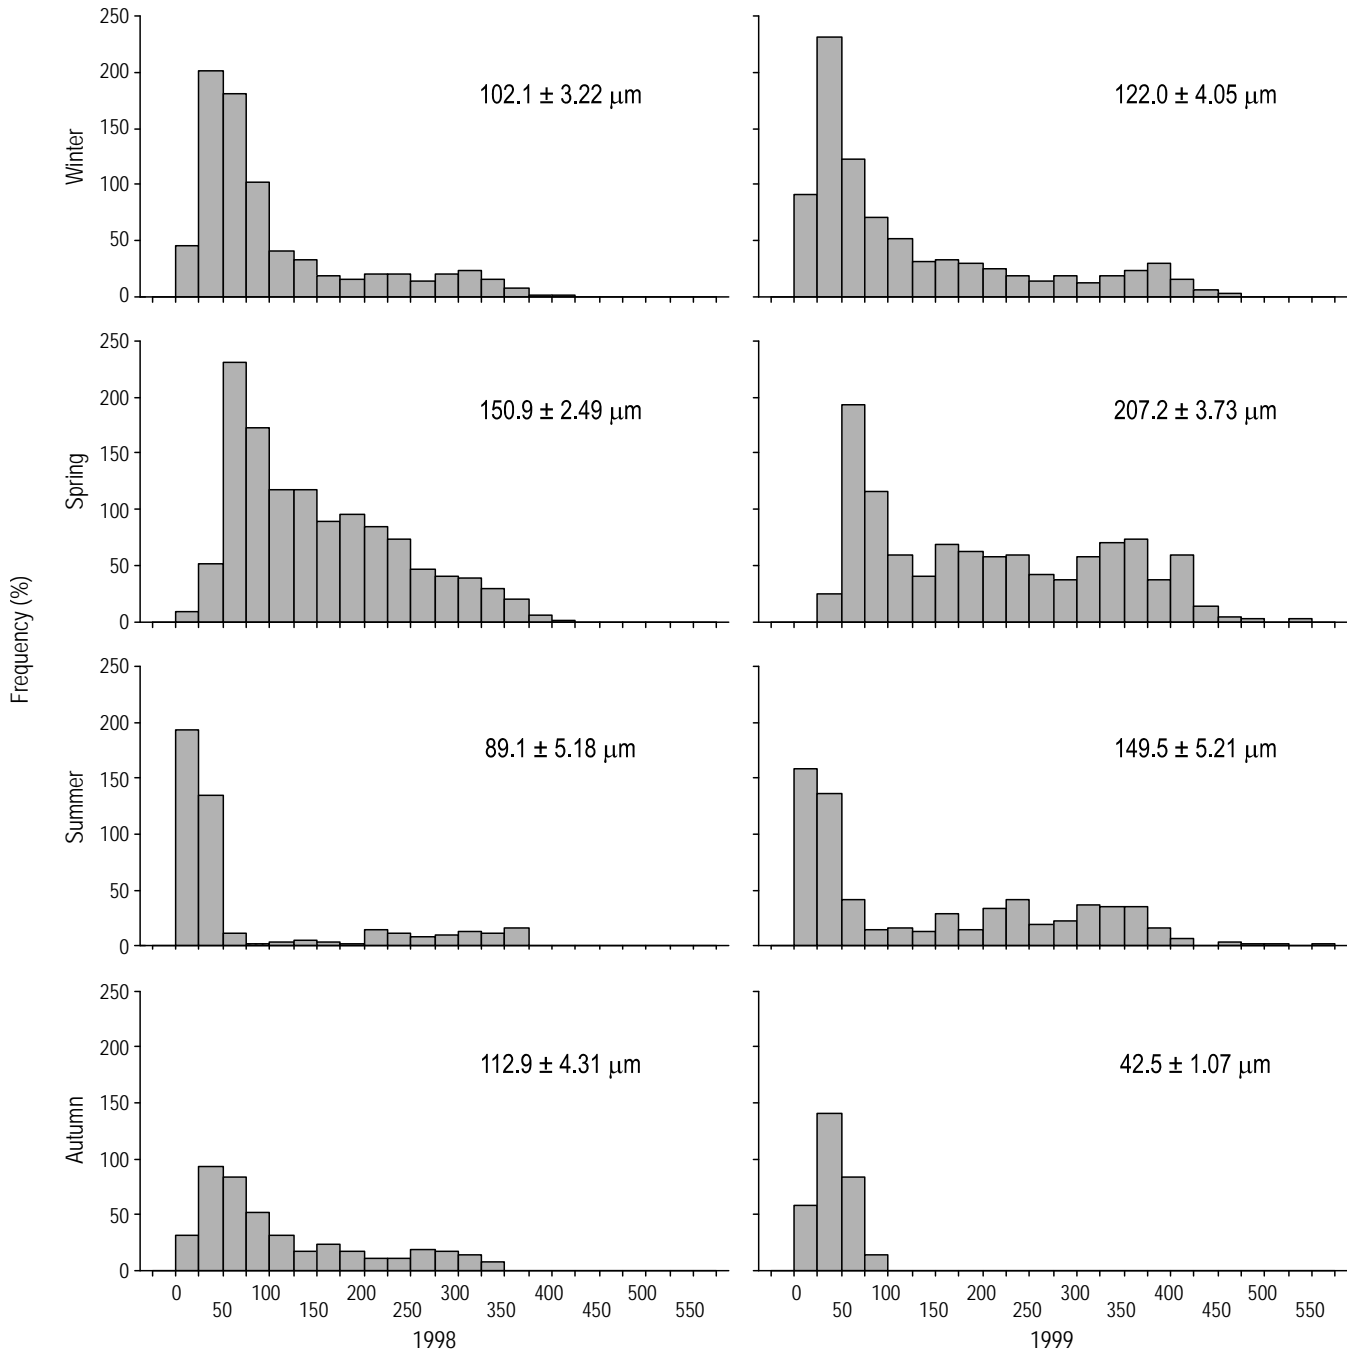 Frequency (%)
Winter
250
200
150
100
50
0
102.1 ± 3.22 μm
122.0 ± 4.05 μm
Spring
250
200
150
100
50
0
150.9 ± 2.49 μm
207.2 ± 3.73 μm
Summer
250
200
150
100
50
0
89.1 ± 5.18 μm
149.5 ± 5.21 μm
Autumn
250
200
150
100
50
0
112.9 ± 4.31 μm
42.5 ± 1.07 μm
0 50 100 150 200 250 300 350 400 450 500 550
1998
0 50 100 150 200 250 300 350 400 450 500 550
1999